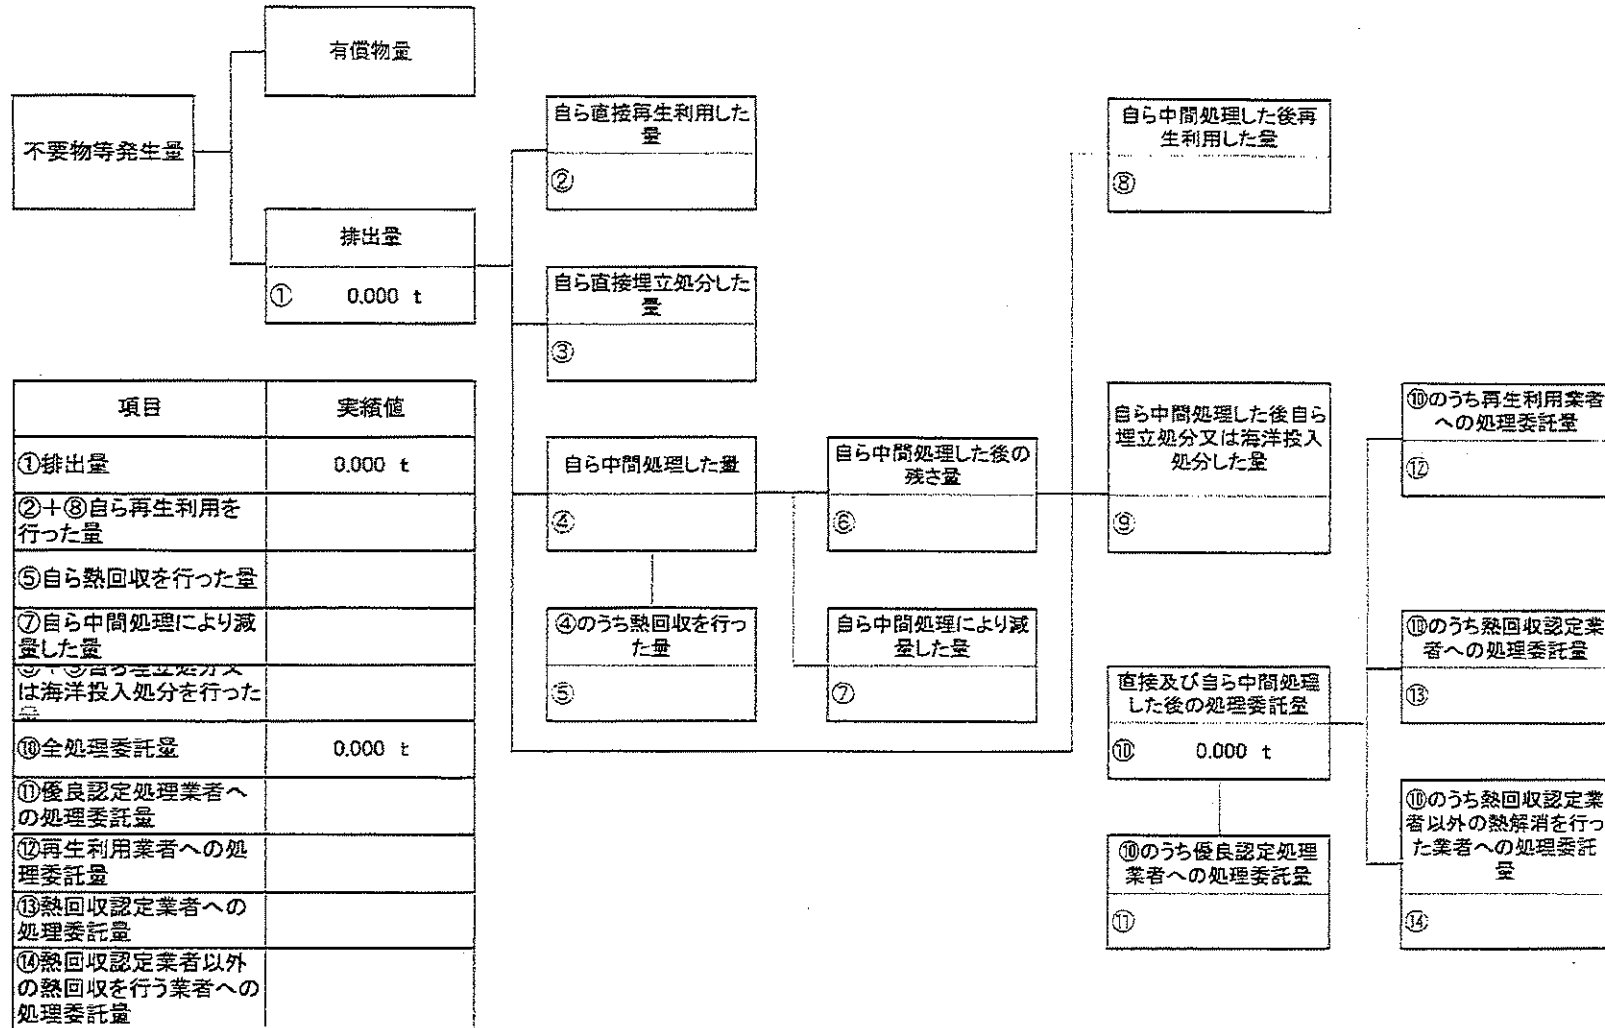 有償物量
不要物等発生量
排出量
① 0.000 t
自ら直接再生利用した
量
②
自ら直接埋立処分した
量
③
自ら中間処理した量
④
④のうち熱回収を行っ
た量
⑤
自ら中間処理した後の
残さ量
⑥
自ら中間処理により減
量した量
⑦
自ら中間処理した後再
生利用した量
⑧
自ら中間処理した後自ら
埋立処分又は海洋投入
処分した量
⑨
直接及び自ら中間処理
した後の処理委託量
⑩ 0.000 t
⑩のうち優良認定処理
業者への処理委託量
⑪
⑩のうち再生利用業者
への処理委託量
⑫
⑩のうち熱回収認定業
者への処理委託量
⑬
⑩のうち熱回収認定業
者以外の熱解消を行っ
た業者への処理委託
量
⑭
項目 実績値
①排出量 0.000 t
②+⑧自ら再生利用を
行った量
⑤自ら熱回収を行った量
⑦自ら中間処理により減
量した量
自ら埋立処分又
は海洋投入処分を行った
⑩全処理委託量 0.000 t
⑪優良認定処理業者へ
の処理委託量
⑫再生利用業者への処
理委託量
⑬熱回収認定業者への
処理委託量
⑭熱回収認定業者以外
の熱回収を行う業者への
処理委託量